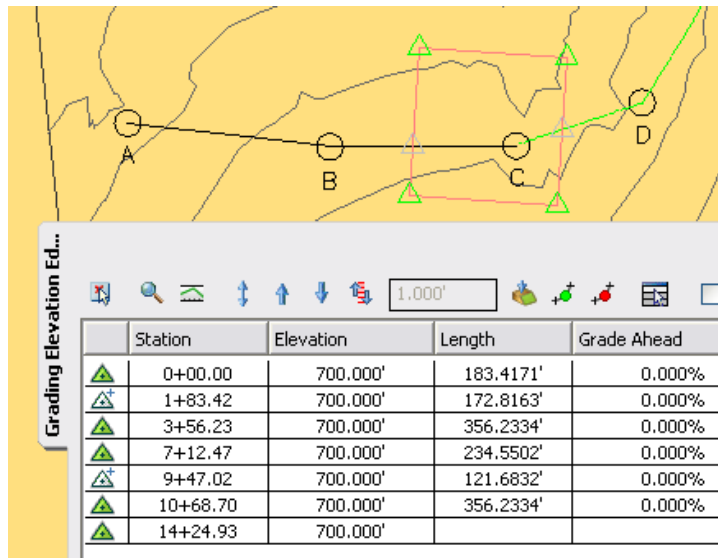 A
B
C
D
Grading Elevation Ed...
1.000'
Station Elevation Length Grade Ahead
0+00.00 700.000' 183.4171' 0.000%
1+83.42 700.000' 172.8163' 0.000%
3+56.23 700.000' 356.2334' 0.000%
7+12.47 700.000' 234.5502' 0.000%
9+47.02 700.000' 121.6832' 0.000%
10+68.70 700.000' 356.2334' 0.000%
14+24.93 700.000'